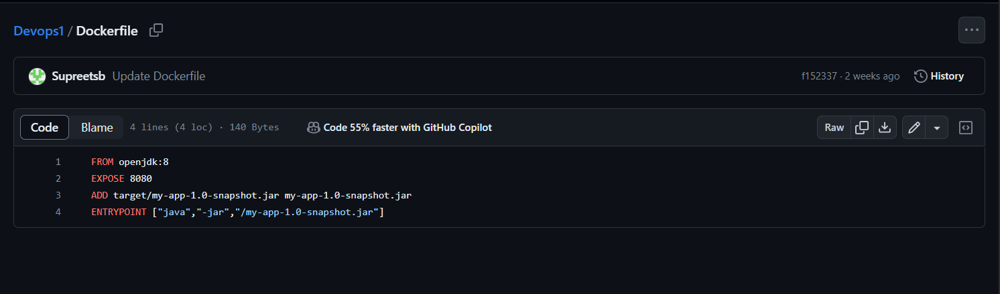 Devops1 / Dockerfile
Supreetsb Update Dockerfile f152337 · 2 weeks ago History
Code Blame 4 lines (4 loc) · 140 Bytes Code 55% faster with GitHub Copilot Raw
1 FROM openjdk:8
2 EXPOSE 8080
3 ADD target/my-app-1.0-snapshot.jar my-app-1.0-snapshot.jar
4 ENTRYPOINT ["java","-jar","/my-app-1.0-snapshot.jar"]